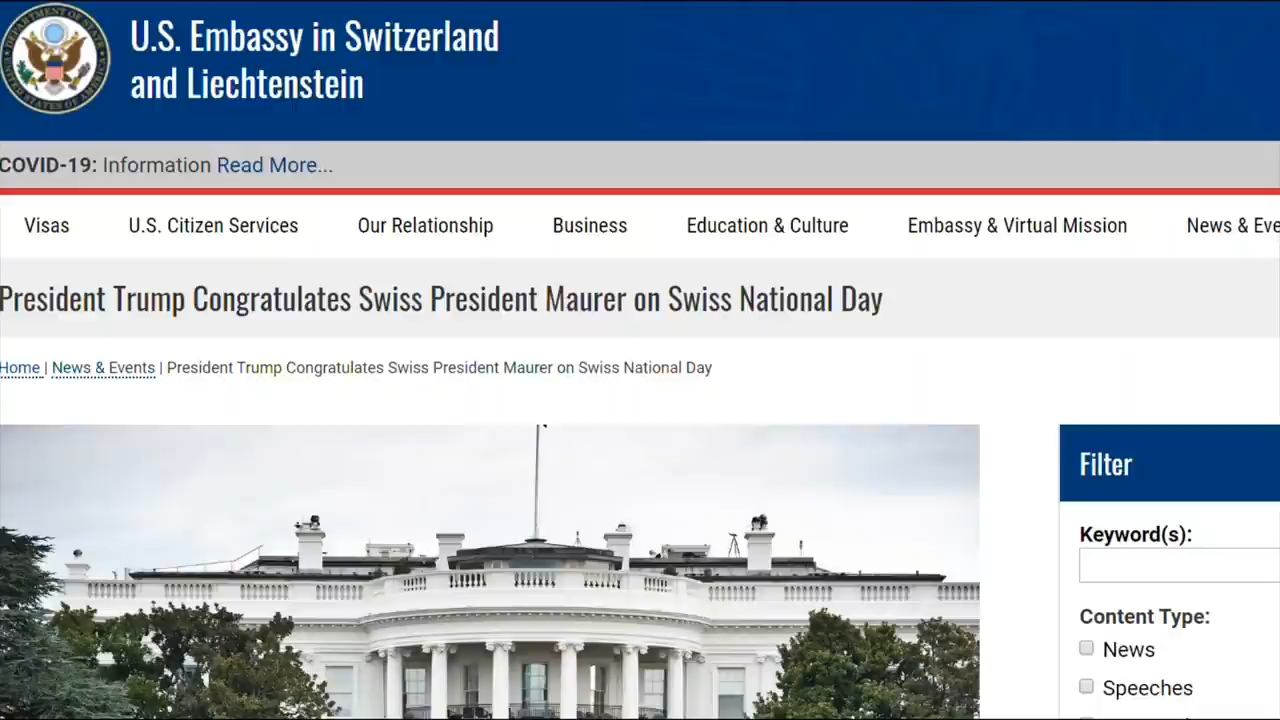 U.S. Embassy in Switzerland
and Liechtenstein
COVID-19: Information Read More...
Visas U.S. Citizen Services Our Relationship Business Education & Culture Embassy & Virtual Mission News & Eve
President Trump Congratulates Swiss President Maurer on Swiss National Day
Home | News & Events | President Trump Congratulates Swiss President Maurer on Swiss National Day
Filter
Keyword(s):
Content Type:
News
Speeches